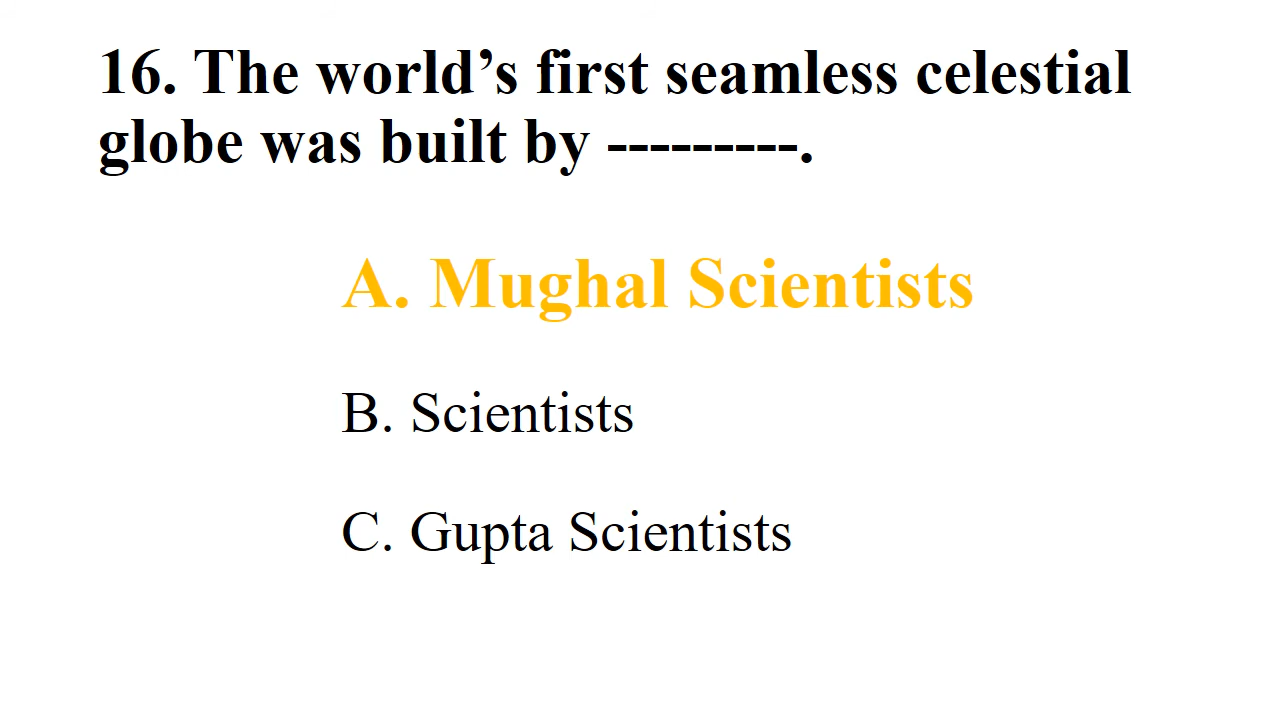 16. The world’s first seamless celestial
globe was built by ---------.
A. Mughal Scientists
B. Scientists
C. Gupta Scientists